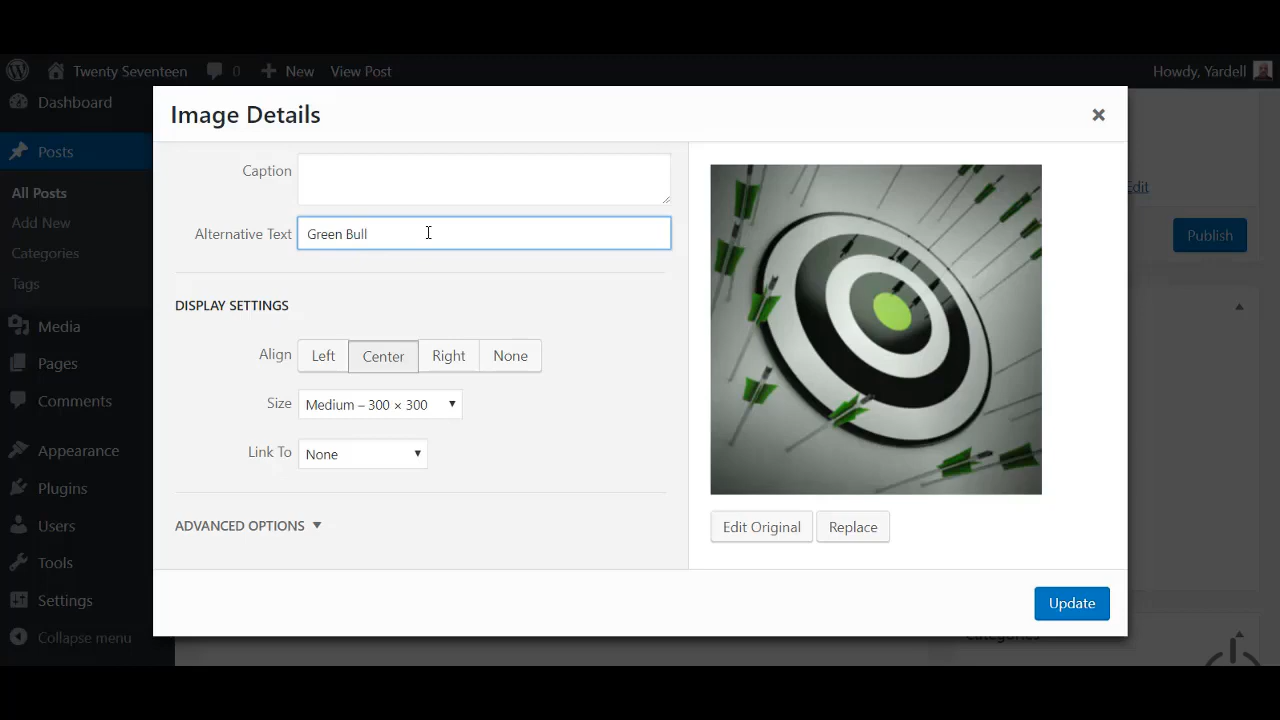 Twenty Seventeen 0 New View Post Howdy, Yardell
Dashboard
Posts
All Posts
Add New
Categories
Tags
Media
Pages
Comments
Appearance
Plugins
Users
Tools
Settings
Collapse menu
Image Details
Caption
Alternative Text Green Bull
DISPLAY SETTINGS
Align Left Center Right None
Size Medium – 300 × 300
Link To None
ADVANCED OPTIONS
Edit Original Replace
Update
Edit
Publish
Categories